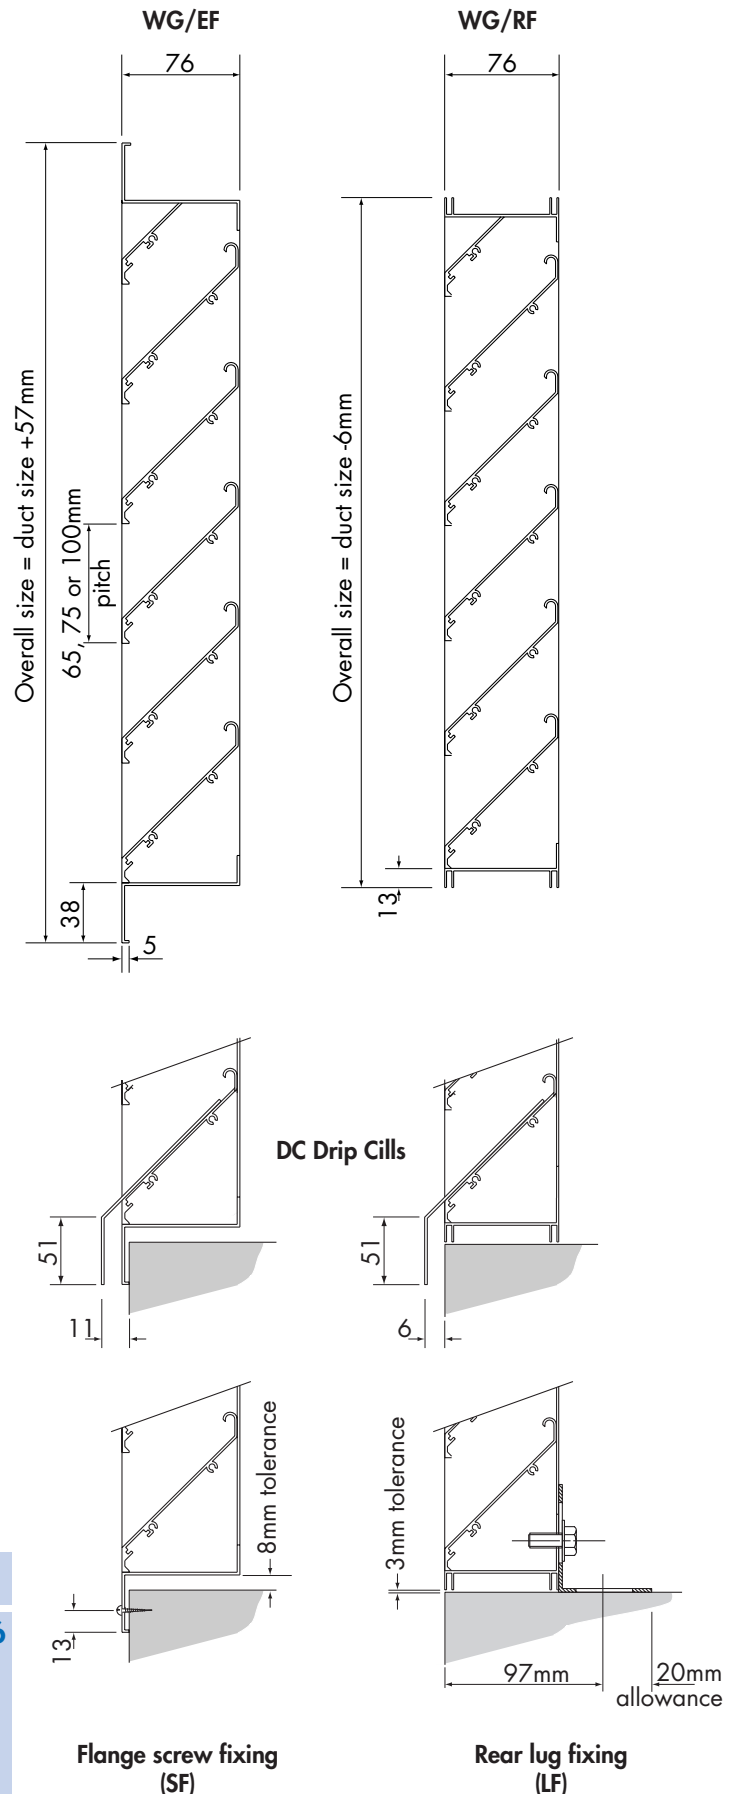 WG/EF
WG/RF
76
76
Overall size = duct size +57mm
65, 75 or 100mm
pitch
38
5
Overall size = duct size -6mm
13
DC Drip Cills
51
11
51
6
8mm tolerance
13
3mm tolerance
97mm
20mm
allowance
Flange screw fixing
(SF)
Rear lug fixing
(LF)